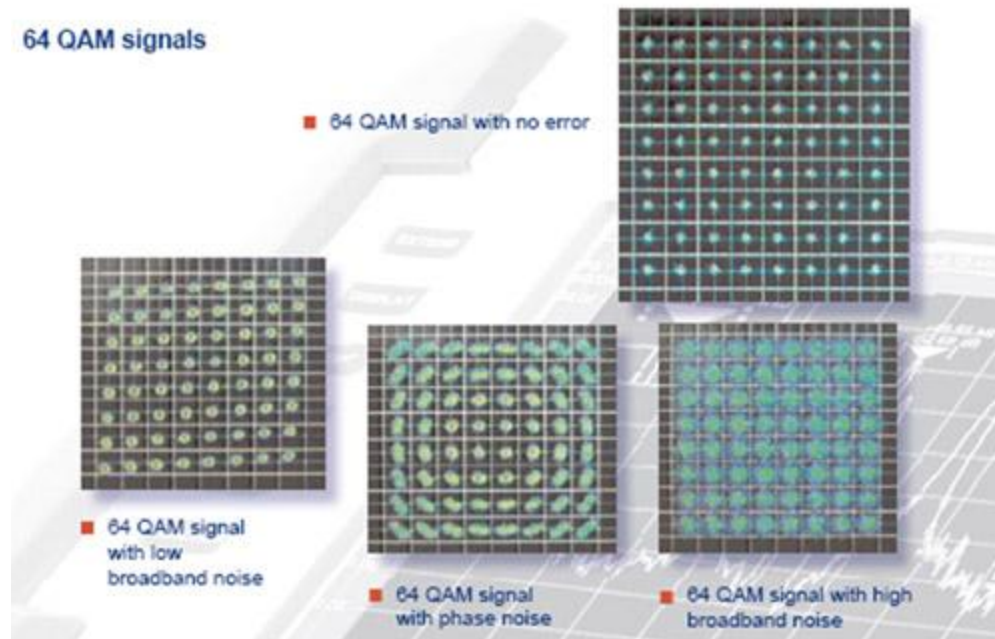 64 QAM signals
64 QAM signal with no error
64 QAM signal
with low
broadband noise
64 QAM signal
with phase noise
64 QAM signal with high
broadband noise